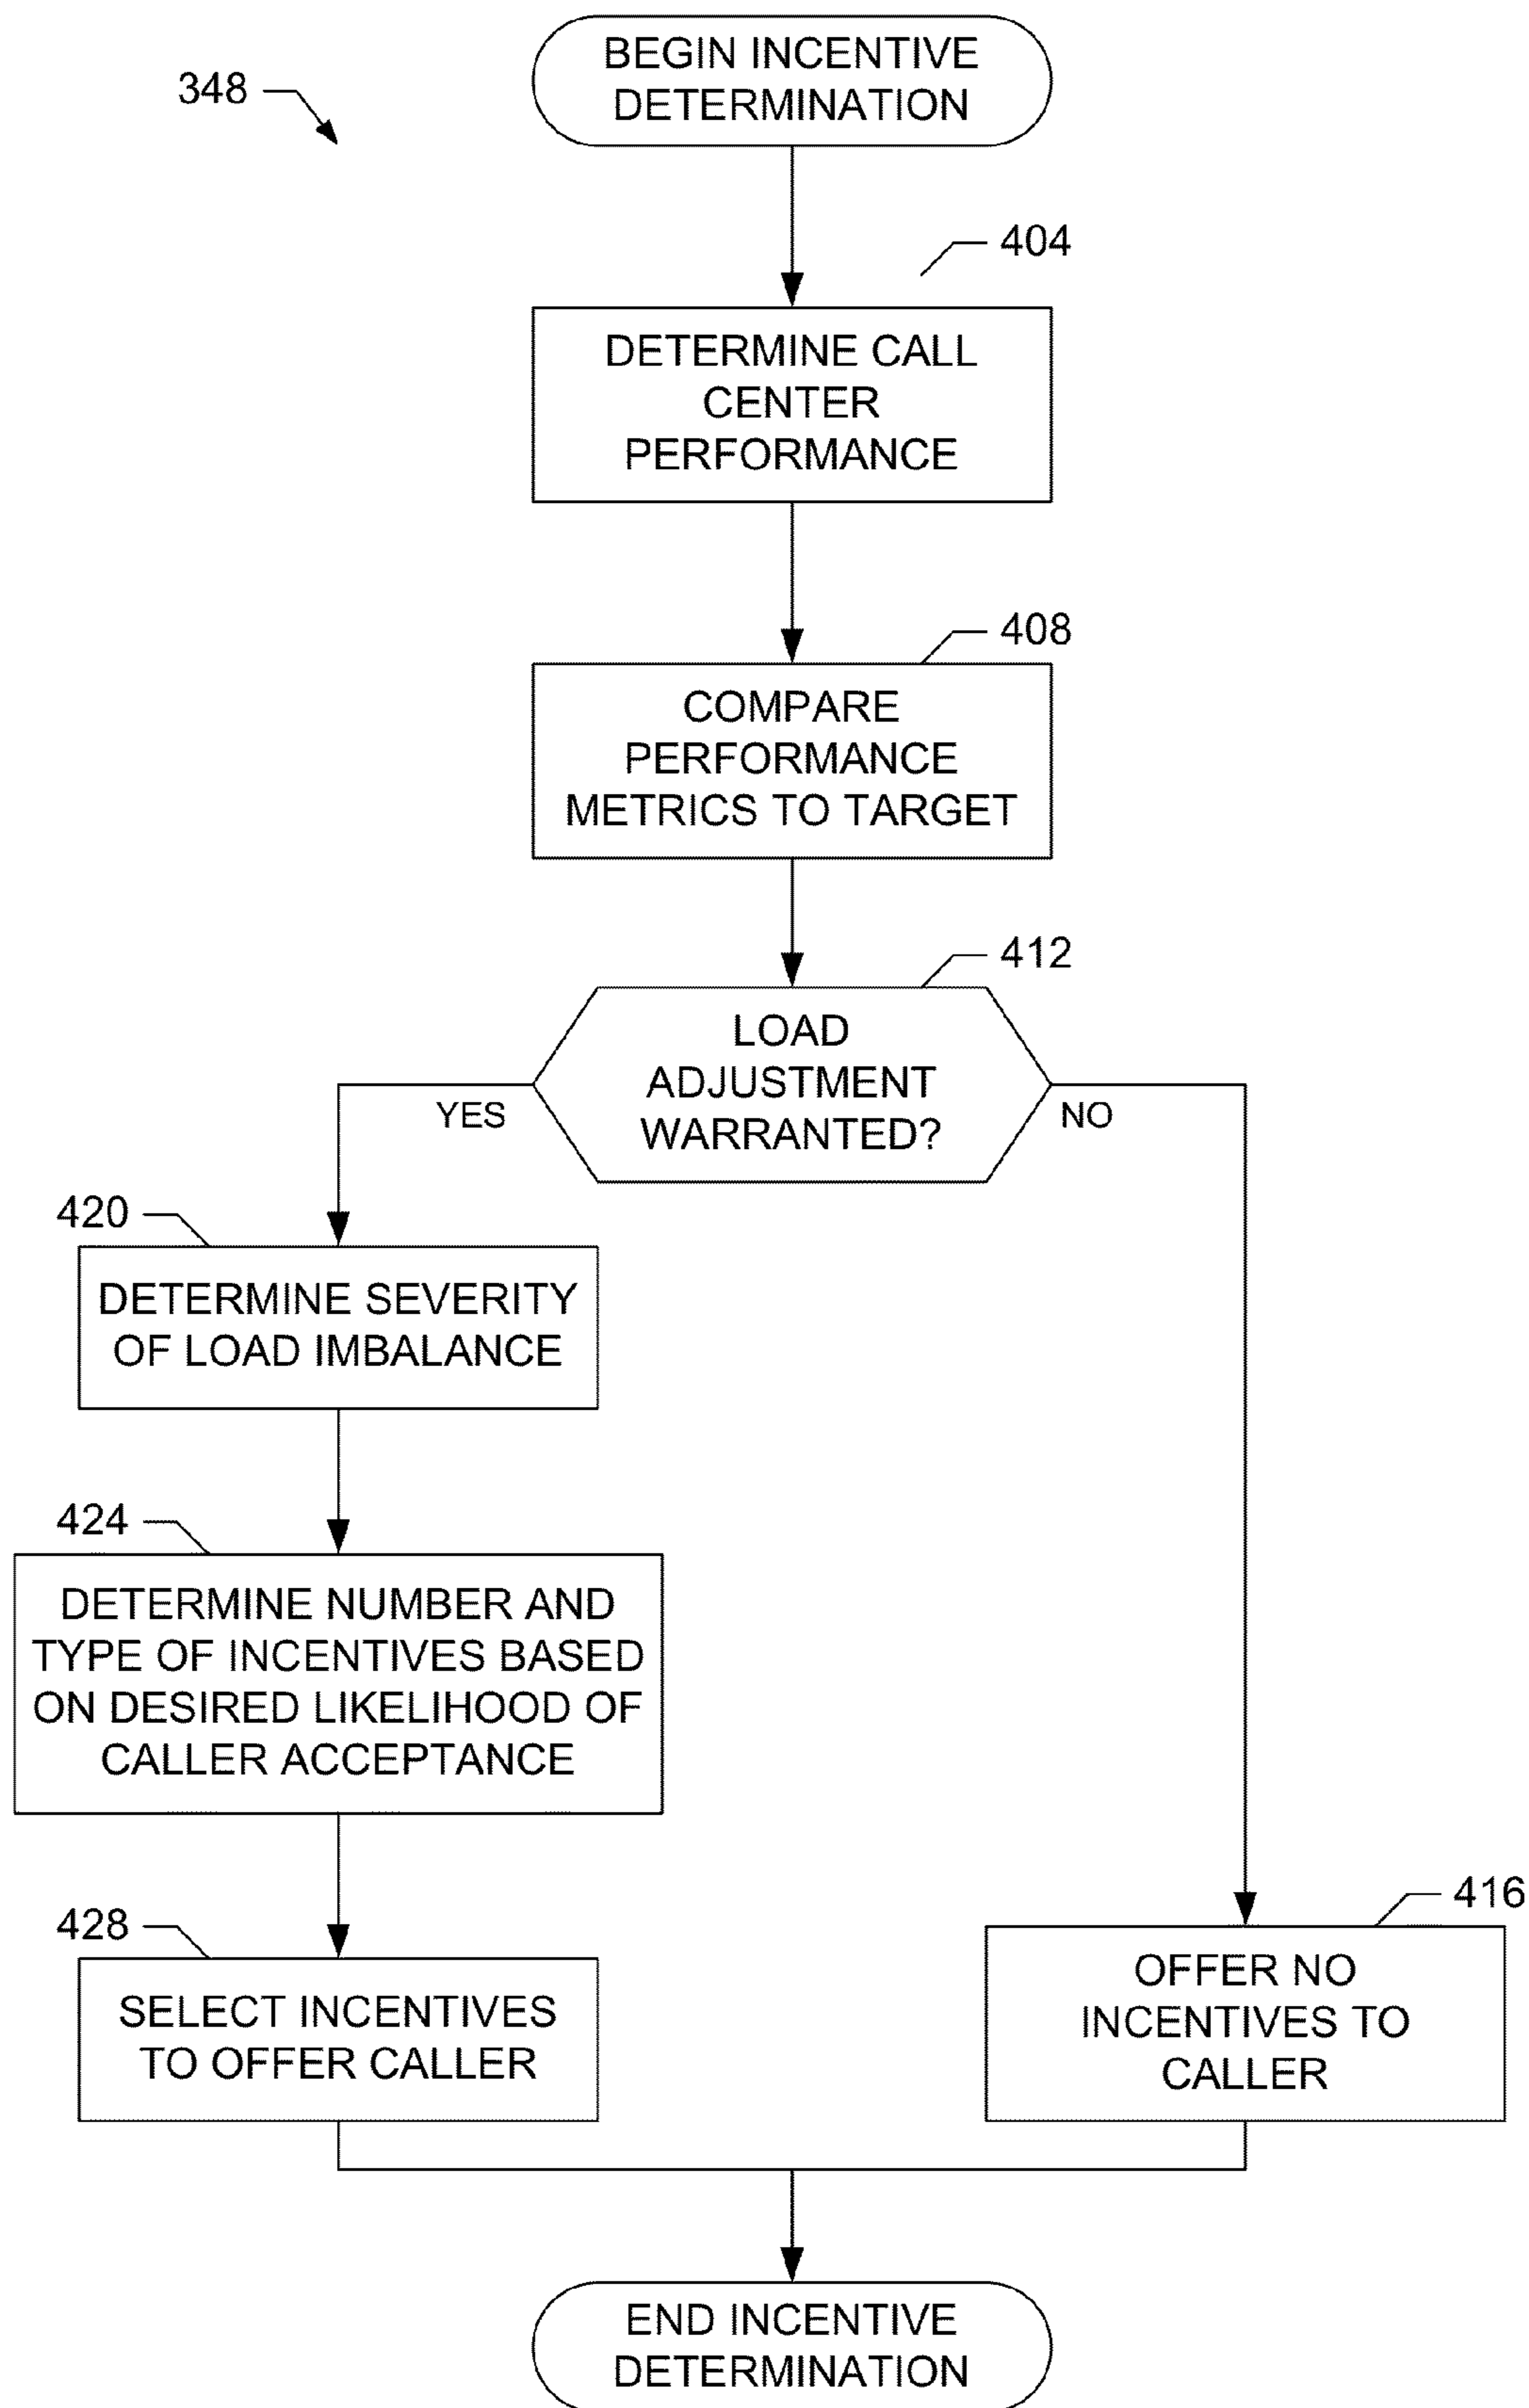 BEGIN INCENTIVE
DETERMINATION
348
404
DETERMINE CALL
CENTER
PERFORMANCE
408
COMPARE
PERFORMANCE
METRICS TO TARGET
412
LOAD
ADJUSTMENT
WARRANTED?
YES
NO
420
DETERMINE SEVERITY
OF LOAD IMBALANCE
424
DETERMINE NUMBER AND
TYPE OF INCENTIVES BASED
ON DESIRED LIKELIHOOD OF
CALLER ACCEPTANCE
428
SELECT INCENTIVES
TO OFFER CALLER
416
OFFER NO
INCENTIVES TO
CALLER
END INCENTIVE
DETERMINATION